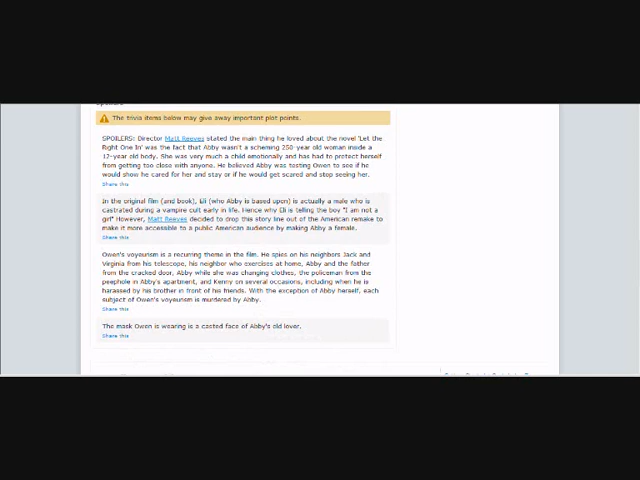 Spoilers
The trivia items below may give away important plot points.
SPOILERS: Director Matt Reeves stated the main thing he loved about the novel 'Let the
Right One In' was the fact that Abby wasn't a scheming 250-year old woman inside a
12-year old body. She was very much a child emotionally and has had to protect herself
from getting too close with anyone. He believed Abby was testing Owen to see if he
would show he cared for her and stay or if he would get scared and stop seeing her.
Share this
In the original film (and book), Eli (who Abby is based upon) is actually a male who is
castrated during a vampire cult early in life. Hence why Eli is telling the boy "I am not a
girl" However, Matt Reeves decided to drop this story line out of the American remake to
make it more accessible to a public American audience by making Abby a female.
Share this
Owen's voyeurism is a recurring theme in the film. He spies on his neighbors Jack and
Virginia from his telescope, his neighbor who exercises at home, Abby and the father
from the cracked door, Abby while she was changing clothes, the policeman from the
peephole in Abby's apartment, and Kenny on several occasions, including when he is
harassed by his brother in front of his friends. With the exception of Abby herself, each
subject of Owen's voyeurism is murdered by Abby.
Share this
The mask Owen is wearing is a casted face of Abby's old lover.
Share this